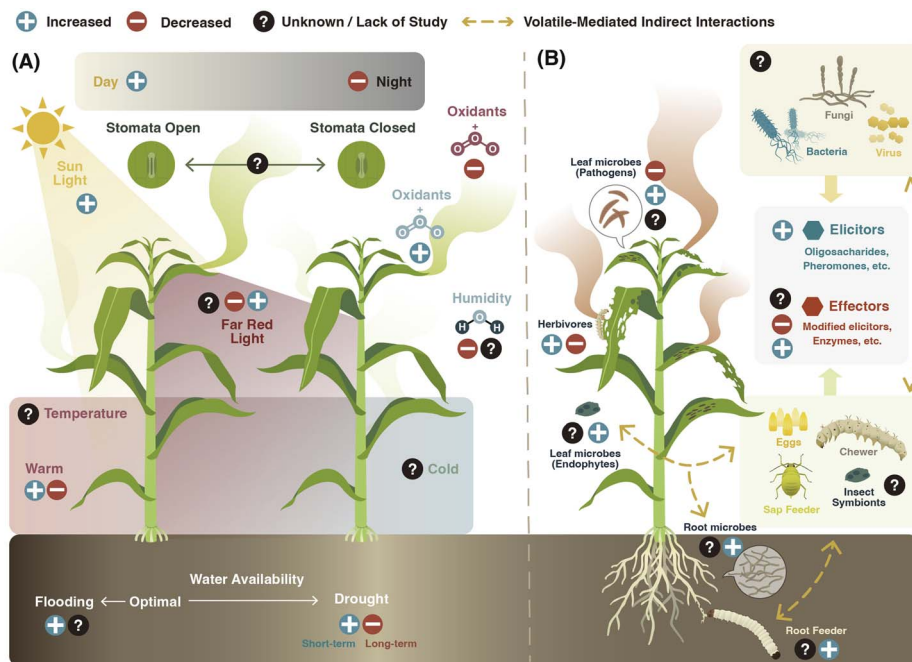 + Increased - Decreased ? Unknown / Lack of Study Volatile-Mediated Indirect Interactions
(A)
Day +
- Night
Stomata Open
Stomata Closed
?
Sun
Light
+
Oxidants
+
O O O
-
Oxidants
+
O O O
+
? - +
Far Red
Light
Humidity
H O H
- ?
? Temperature
Warm
+ -
? Cold
Water Availability
Flooding
+ ?
Optimal
Drought
+ -
Short-term Long-term
(B)
?
Fungi
Bacteria
Virus
Leaf microbes
(Pathogens)
-
+
?
+ Elicitors
Oligosacharides,
Pheromones, etc.
?
-
+
Effectors
Modified elicitors,
Enzymes, etc.
Herbivores
+ -
? +
Leaf microbes
(Endophytes)
Eggs
Chewer
Sap Feeder
Insect
Symbionts
?
Root microbes
? +
Root Feeder
? +